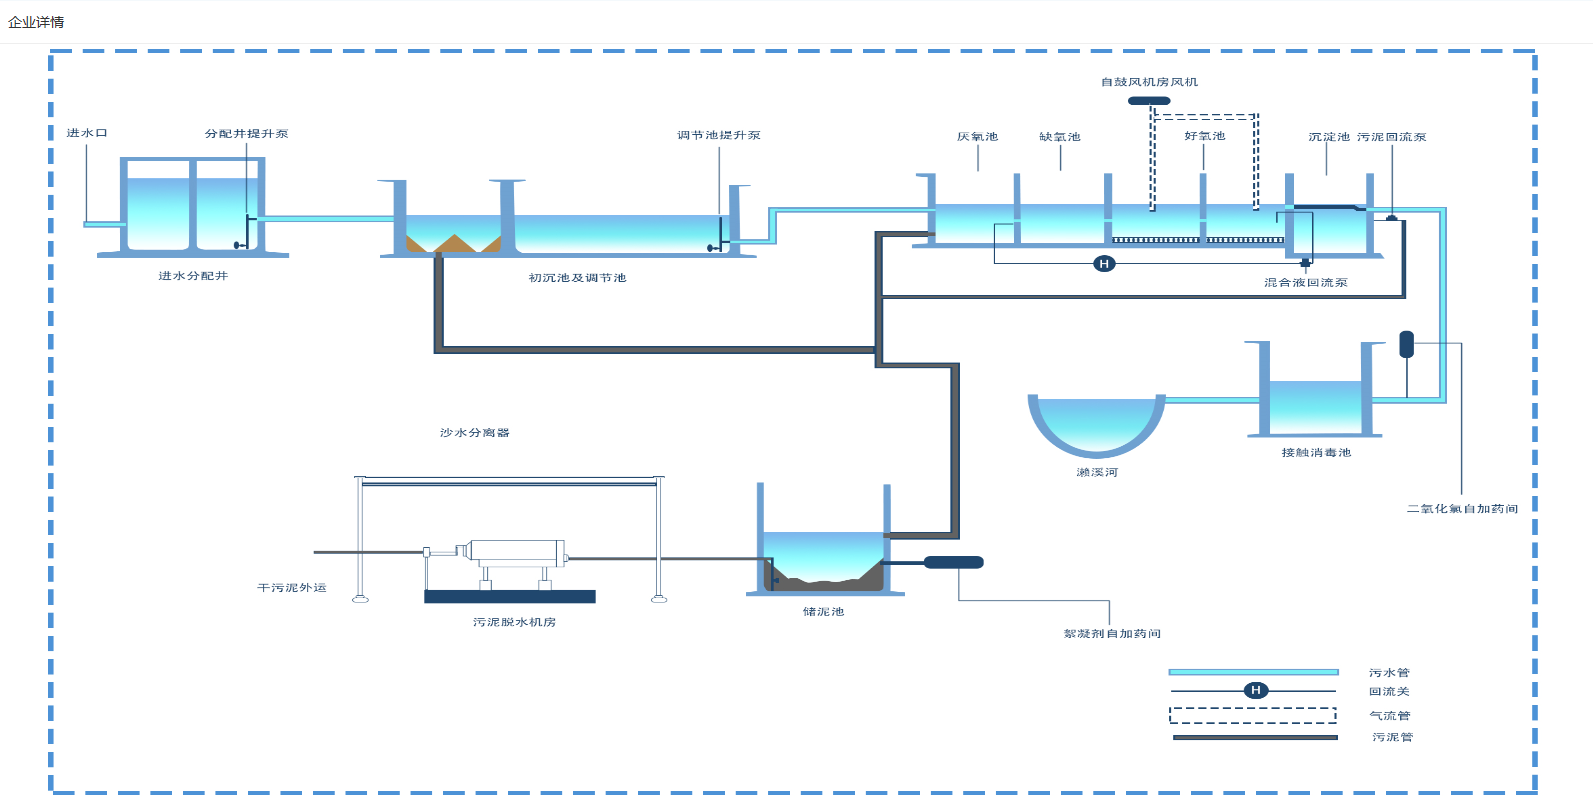 企业详情
自鼓风机房风机
进水口
分配井提升泵
调节池提升泵
厌氧池
缺氧池
好氧池
沉淀池
污泥回流泵
进水分配井
初沉池及调节池
H
混合液回流泵
沙水分离器
接触消毒池
濑溪河
二氧化氯自加药间
干污泥外运
污泥脱水机房
储泥池
絮凝剂自加药间
污水管
H
回流关
气流管
污泥管